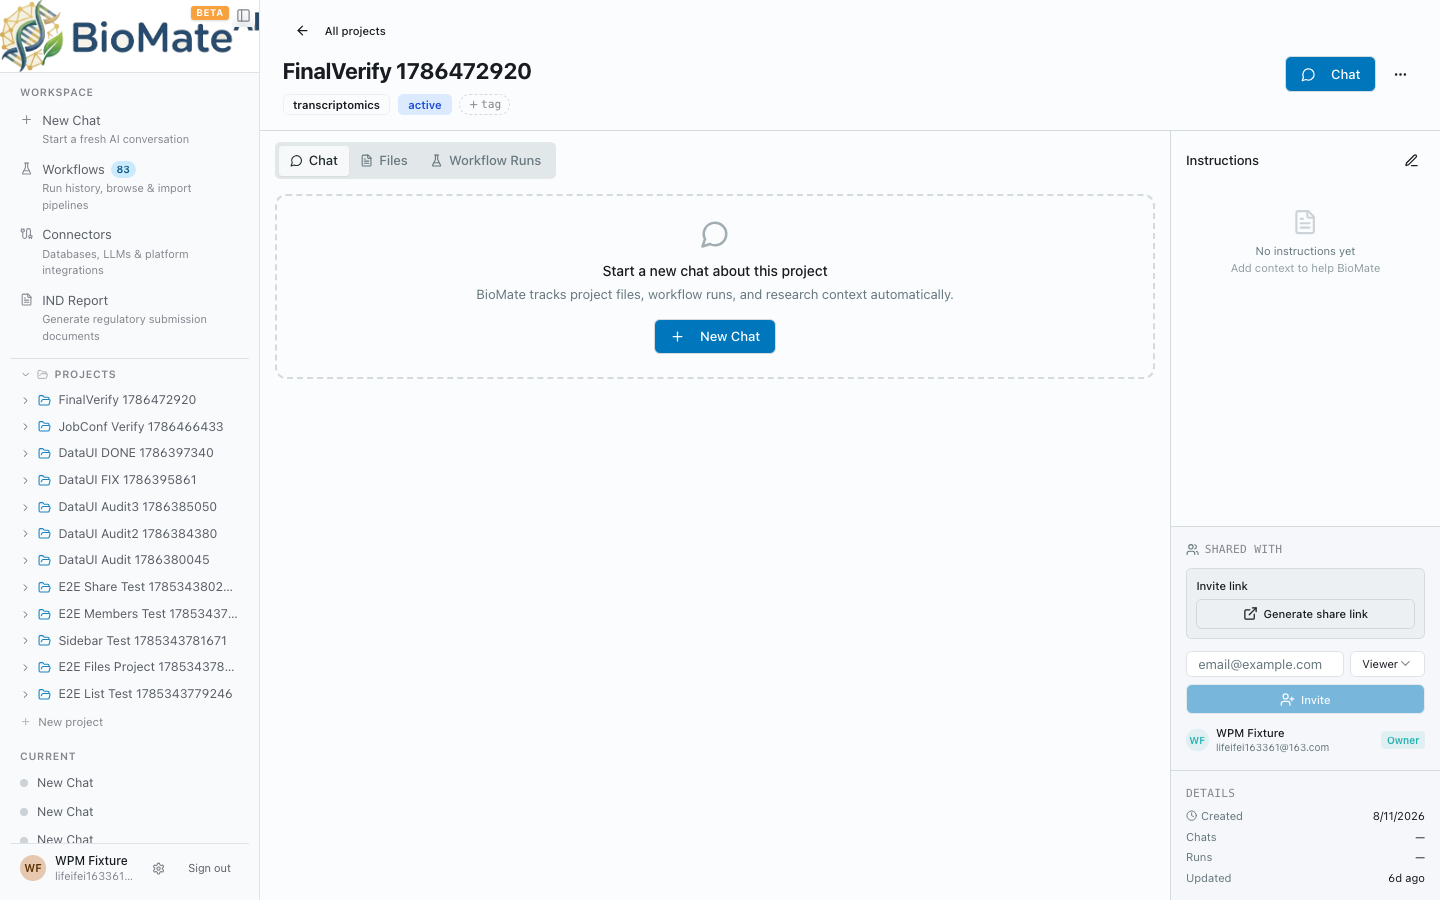 BioMate
BETA
WORKSPACE
New Chat
Start a fresh AI conversation
Workflows 83
Run history, browse & import
pipelines
Connectors
Databases, LLMs & platform
integrations
IND Report
Generate regulatory submission
documents
PROJECTS
FinalVerify 1786472920
JobConf Verify 1786466433
DataUI DONE 1786397340
DataUI FIX 1786395861
DataUI Audit3 1786385050
DataUI Audit2 1786384380
DataUI Audit 1786380045
E2E Share Test 1785343802...
E2E Members Test 17853437...
Sidebar Test 1785343781671
E2E Files Project 178534378...
E2E List Test 1785343779246
+ New project
CURRENT
New Chat
New Chat
New Chat
WF
WPM Fixture
lifeifei163361...
Sign out
All projects
FinalVerify 1786472920
transcriptomics
active
+ tag
Chat
Chat
Files
Workflow Runs
Start a new chat about this project
BioMate tracks project files, workflow runs, and research context automatically.
+ New Chat
Instructions
No instructions yet
Add context to help BioMate
SHARED WITH
Invite link
Generate share link
email@example.com
Viewer
Invite
WF
WPM Fixture
lifeifei163361@163.com
Owner
DETAILS
Created 8/11/2026
Chats —
Runs —
Updated 6d ago